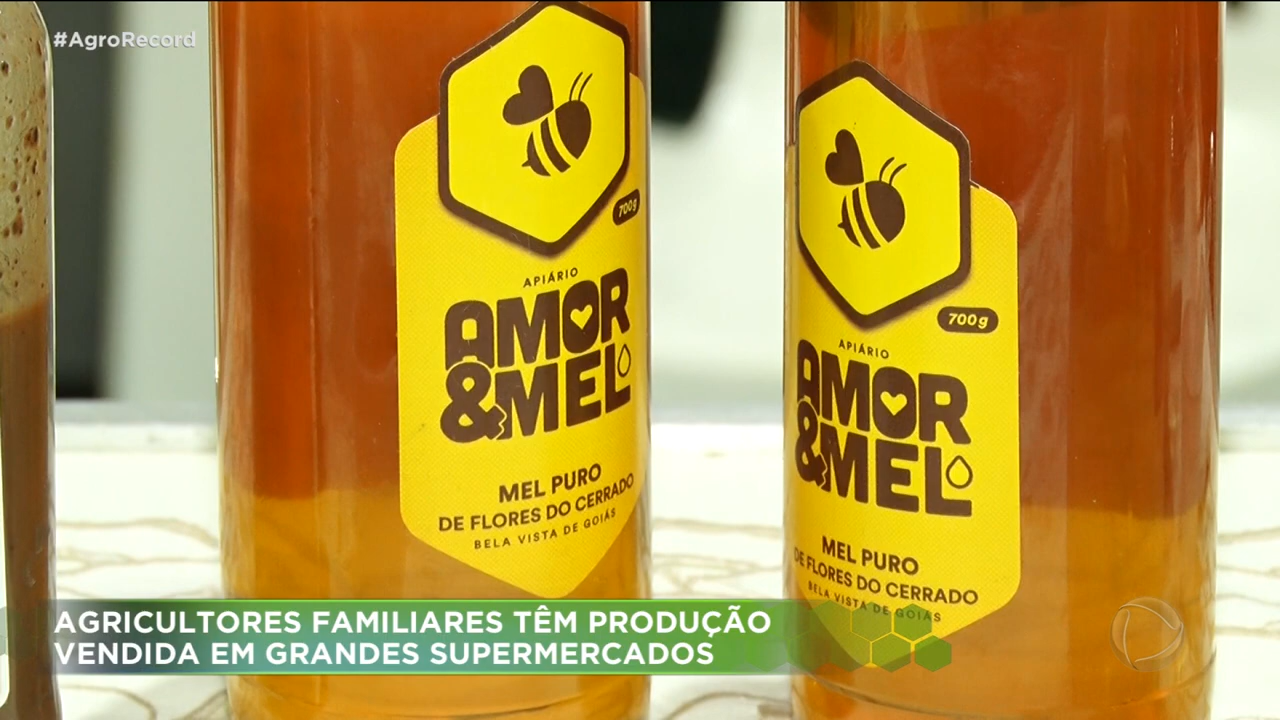 #AgroRecord
700g
APIÁRIO
AMOR
&MEL
MEL PURO
DE FLORES DO CERRADO
BELA VISTA DE GOIÁS
700g
APIÁRIO
AMOR
&MEL
MEL PURO
DE FLORES DO CERRADO
BELA VISTA DE GOIÁS
AGRICULTORES FAMILIARES TÊM PRODUÇÃO
VENDIDA EM GRANDES SUPERMERCADOS